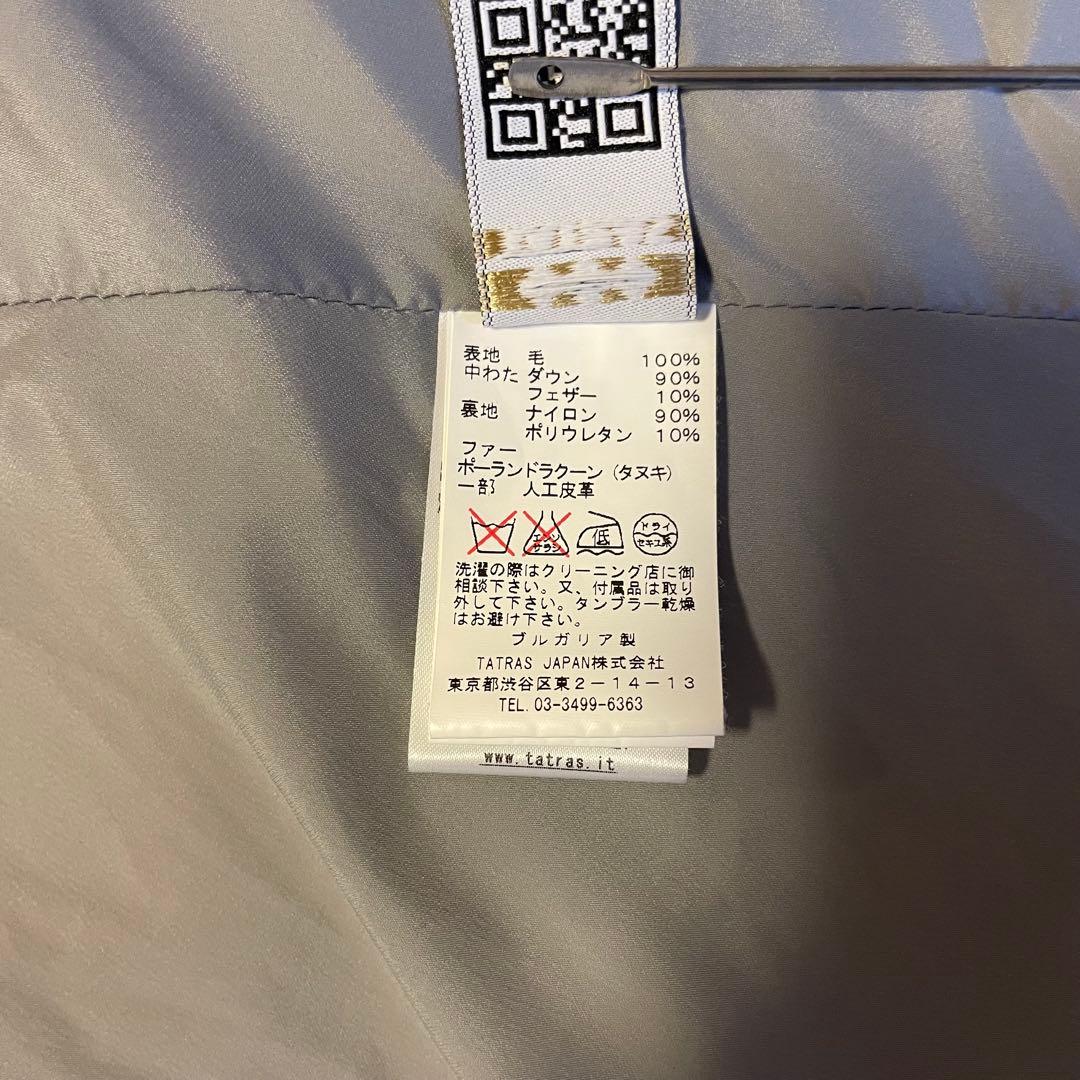 表地 毛 100%
中わた ダウン 90%
フェザー 10%
裏地 ナイロン 90%
ポリウレタン 10%
ファー
ポーランドラクーン (タヌキ)
一部 人工皮革
エンソ
サラシ
低
ドライ
セキユ系
洗濯の際はクリーニング店に御
相談下さい。又、付属品は取り
外して下さい。タンブラー乾燥
はお避け下さい。
ブルガリア製
TATRAS JAPAN株式会社
東京都渋谷区東2-14-13
TEL.03-3499-6363
www.tatras.it